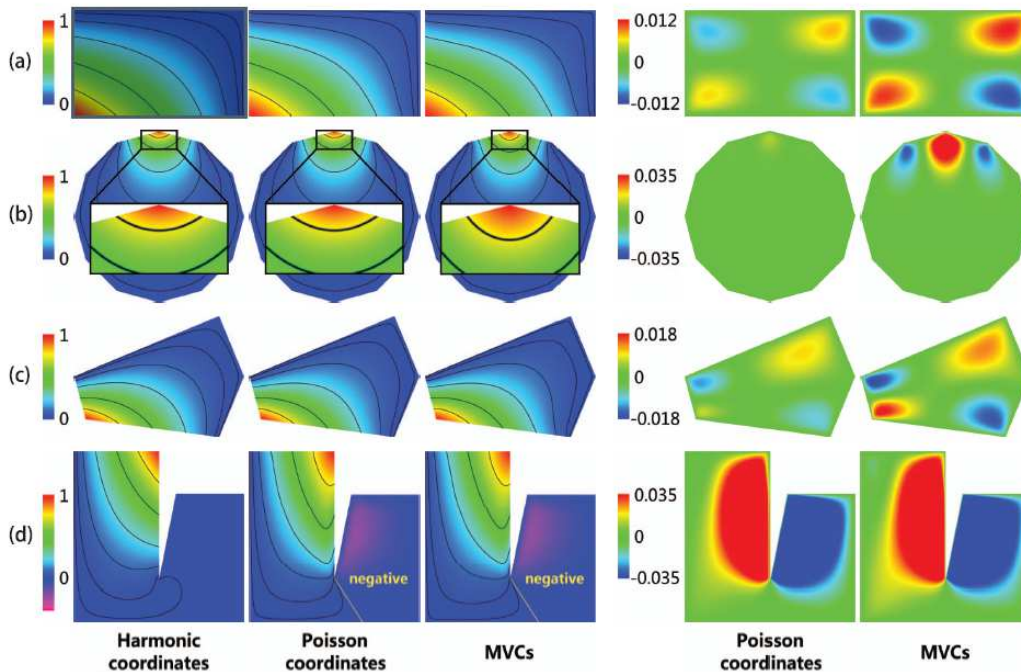 1
0.012
(a)
0
0
-0.012
1
0.035
(b)
0
0
-0.035
1
0.018
(c)
0
0
-0.018
1
0.035
(d)
0
0
negative
negative
-0.035
Harmonic
coordinates
Poisson
coordinates
MVCs
Poisson
coordinates
MVCs